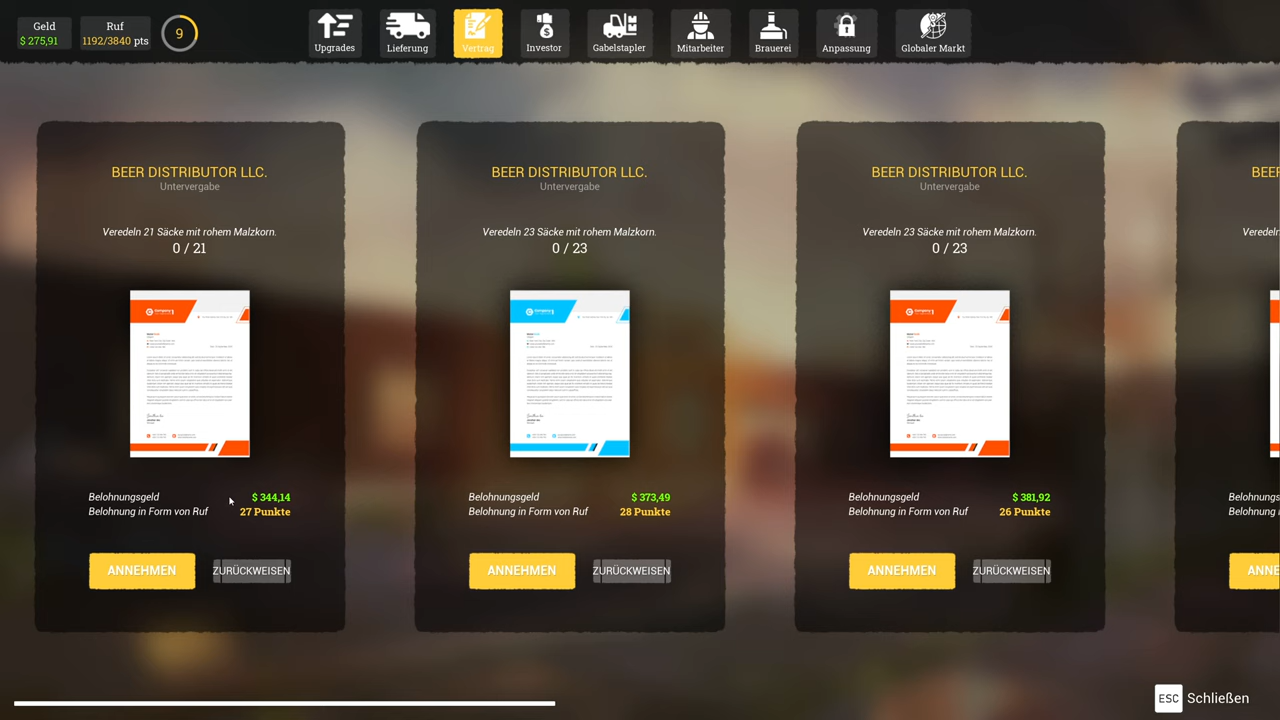 Geld
$ 275,91
Ruf
1192/3840 pts
9
Upgrades
Lieferung
Vertrag
Investor
Gabelstapler
Mitarbeiter
Brauerei
Anpassung
Globaler Markt
BEER DISTRIBUTOR LLC.
Untervergabe
Veredeln 21 Säcke mit rohem Malzkorn.
0 / 21
Belohnungsgeld
$ 344,14
Belohnung in Form von Ruf
27 Punkte
ANNEHMEN
ZURÜCKWEISEN
BEER DISTRIBUTOR LLC.
Untervergabe
Veredeln 23 Säcke mit rohem Malzkorn.
0 / 23
Belohnungsgeld
$ 373,49
Belohnung in Form von Ruf
28 Punkte
ANNEHMEN
ZURÜCKWEISEN
BEER DISTRIBUTOR LLC.
Untervergabe
Veredeln 23 Säcke mit rohem Malzkorn.
0 / 23
Belohnungsgeld
$ 381,92
Belohnung in Form von Ruf
26 Punkte
ANNEHMEN
ZURÜCKWEISEN
ESC Schließen